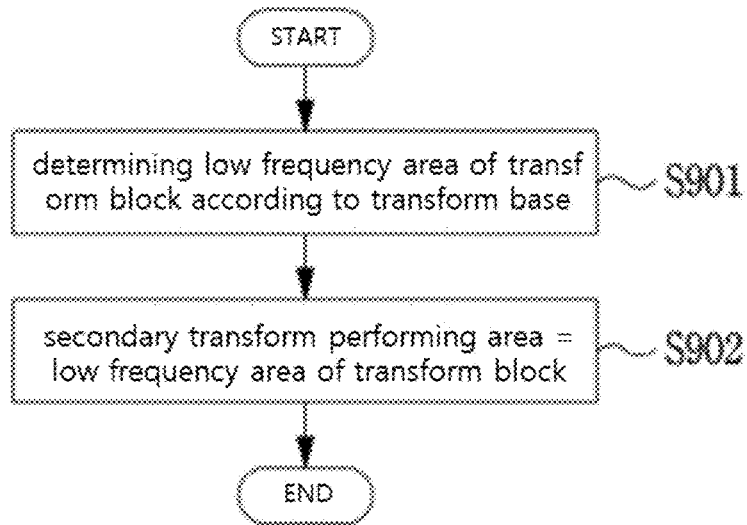 START
determining low frequency area of transf
orm block according to transform base
S901
secondary transform performing area =
low frequency area of transform block
S902
END